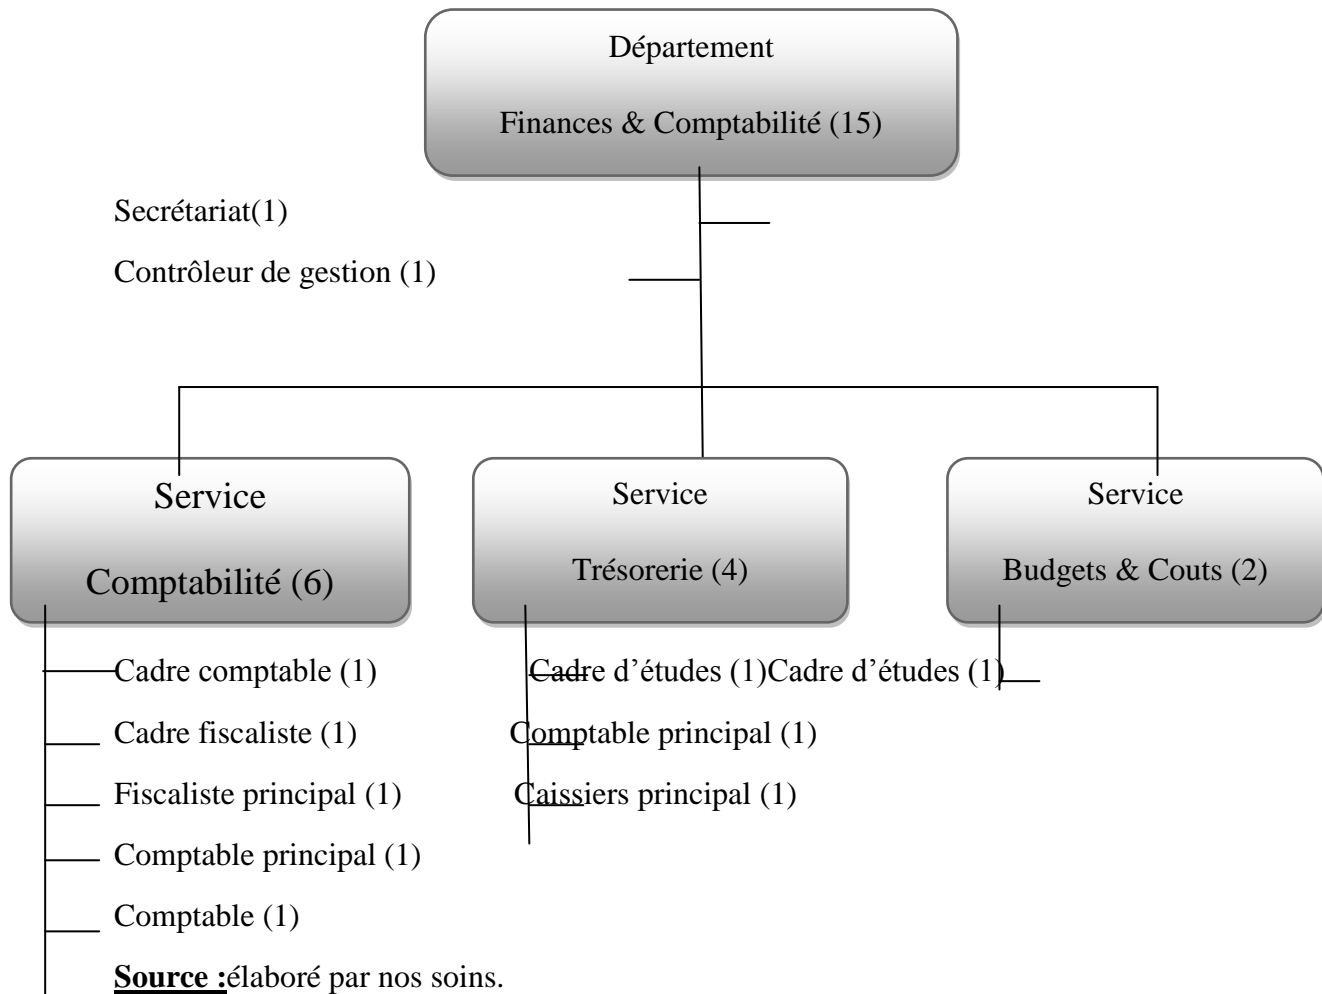 Département
Finances & Comptabilité (15)
Secrétariat(1)
Contrôleur de gestion (1)
Service
Comptabilité (6)
Service
Trésorerie (4)
Service
Budgets & Couts (2)
Cadre comptable (1)
Cadre d’études (1)Cadre d’études (1)
Cadre fiscaliste (1)
Comptable principal (1)
Fiscaliste principal (1)
Caissiers principal (1)
Comptable principal (1)
Comptable (1)
Source :élaboré par nos soins.